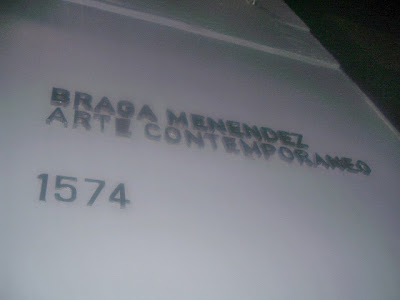 BRAGA MENENDEZ
ARTE CONTEMPORANEO
1574